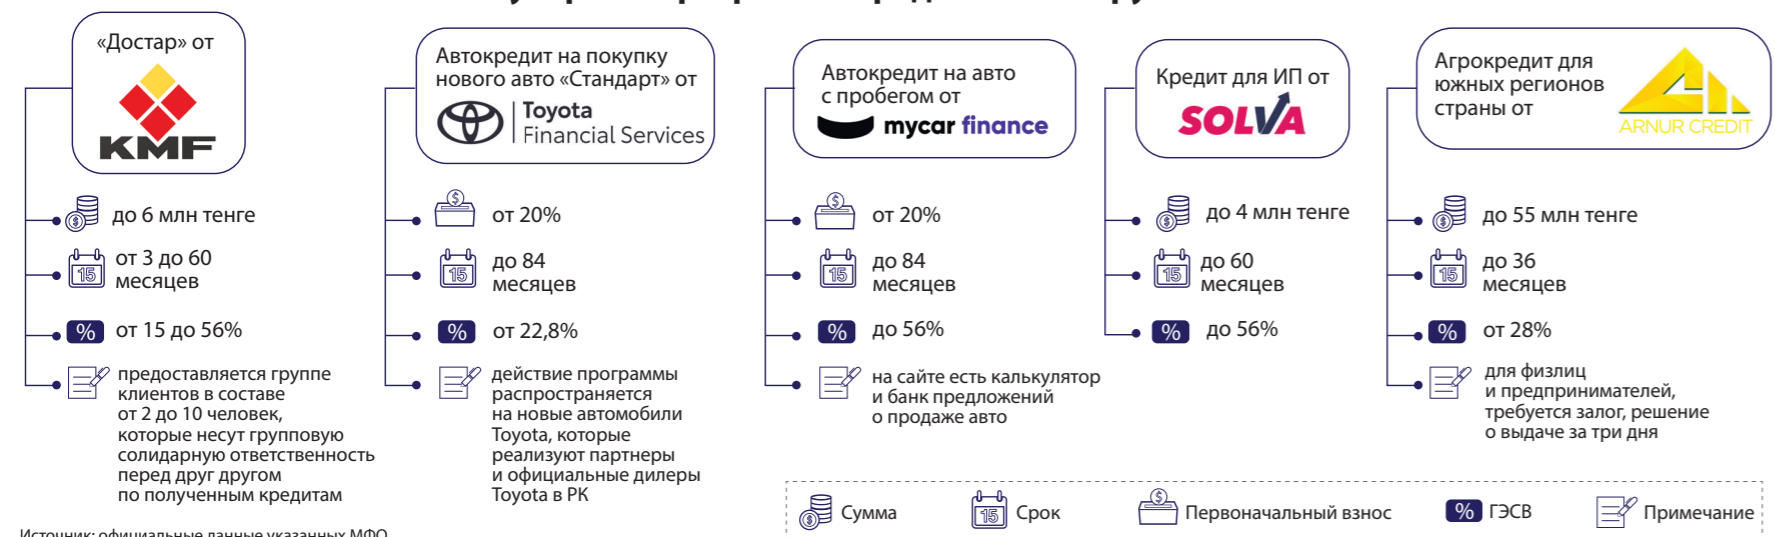 «Достар» от
KMF
до 6 млн тенге
от 3 до 60
месяцев
% от 15 до 56%
предоставляется группе
клиентов в составе
от 2 до 10 человек,
которые несут групповую
солидарную ответственность
перед друг другом
по полученным кредитам
Автокредит на покупку
нового авто «Стандарт» от
Toyota
Financial Services
от 20%
до 84
месяцев
% от 22,8%
действие программы
распространяется
на новые автомобили
Toyota, которые
реализуют партнеры
и официальные дилеры
Toyota в РК
Автокредит на авто
с пробегом от
mycar finance
от 20%
до 84
месяцев
% до 56%
на сайте есть калькулятор
и банк предложений
о продаже авто
Кредит для ИП от
SOLVA
до 4 млн тенге
до 60
месяцев
% до 56%
Агрокредит для
южных регионов
страны от
ARNUR CREDIT
до 55 млн тенге
до 36
месяцев
% от 28%
для физлиц
и предпринимателей,
требуется залог, решение
о выдаче за три дня
Сумма
15 Срок
Первоначальный взнос
% ГЭСВ
Примечание
Источник: официальные данные указанных МФО